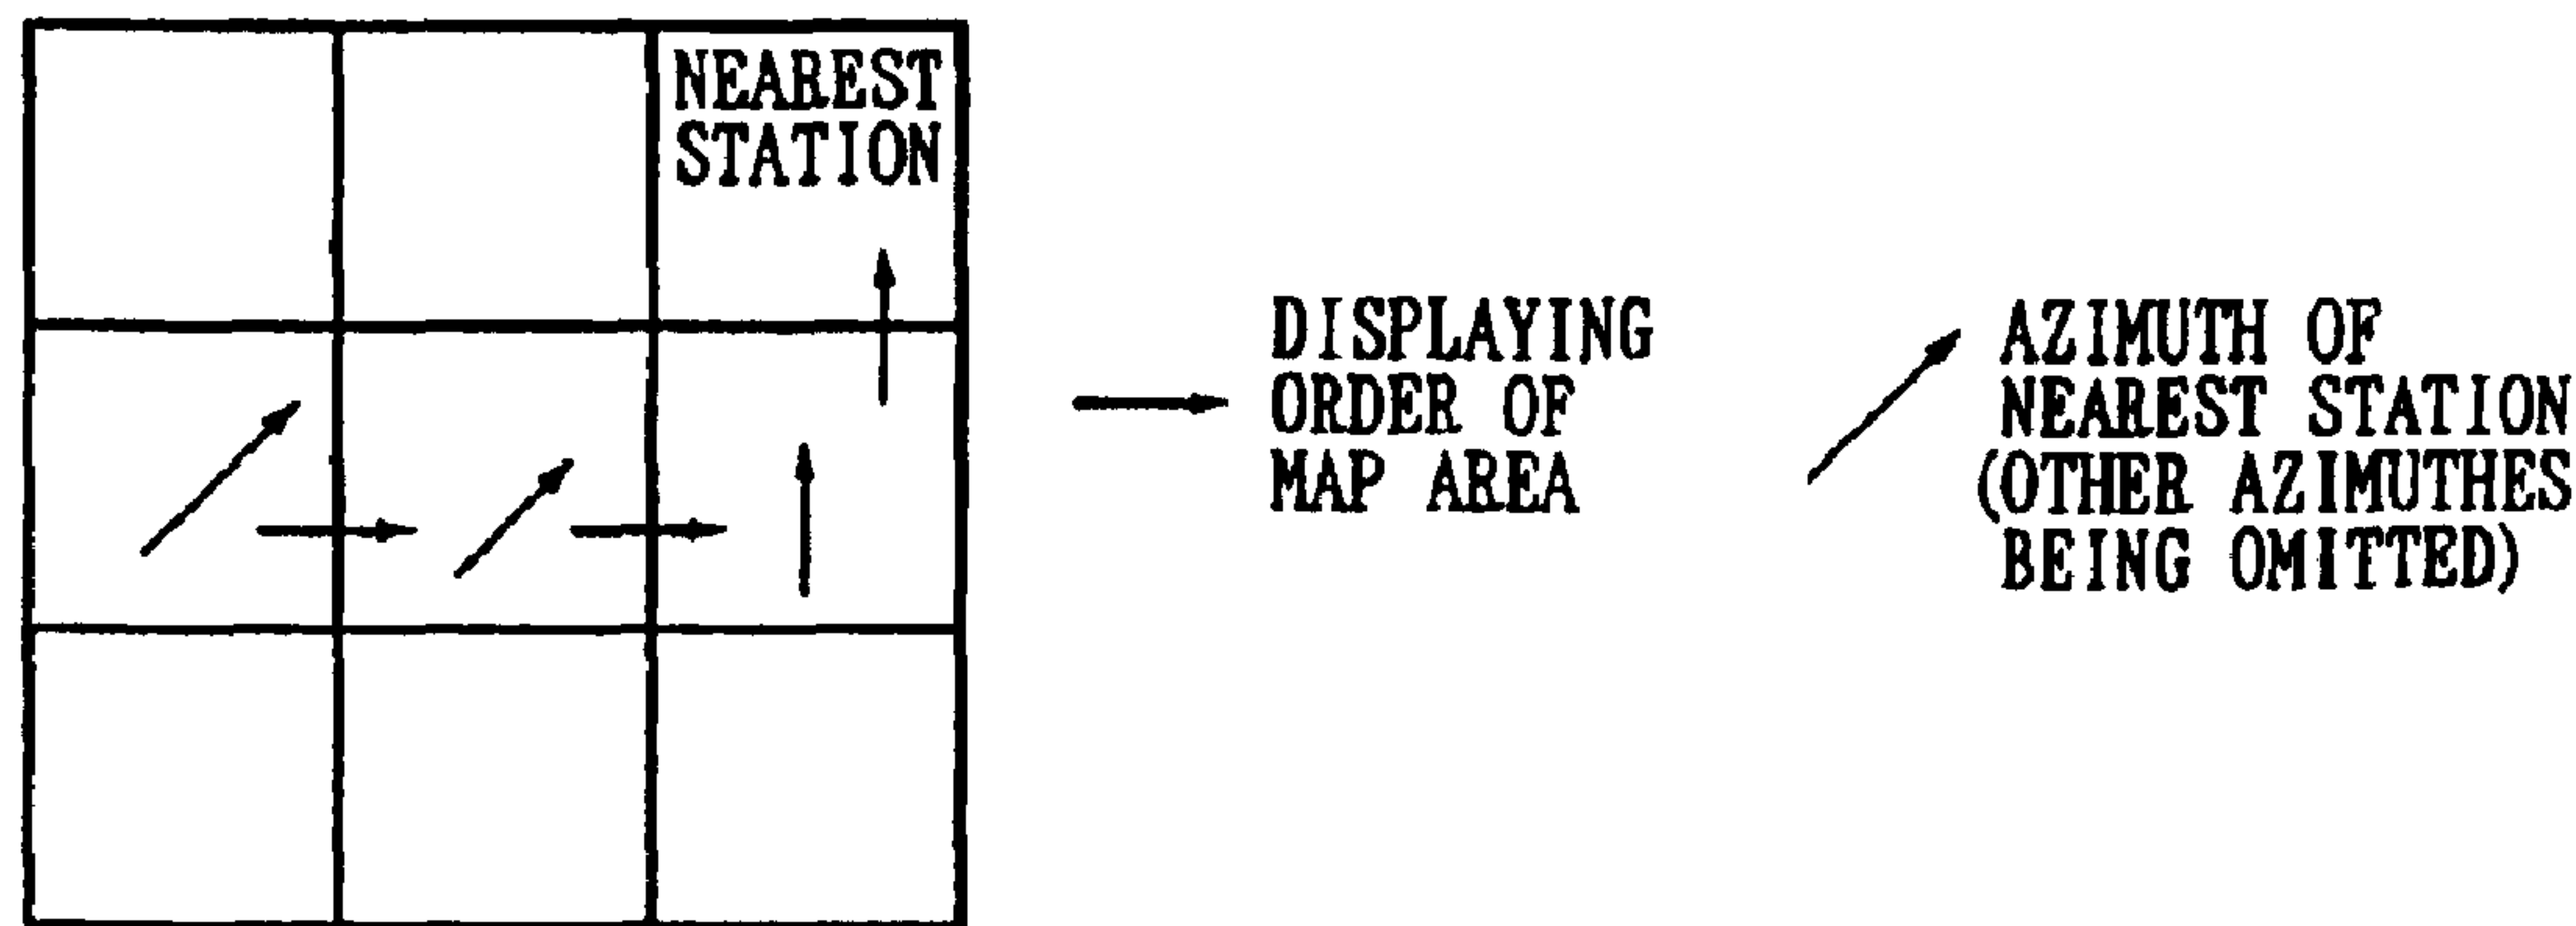 NEAREST
STATION
DISPLAYING
ORDER OF
MAP AREA
AZIMUTH OF
NEAREST STATION
(OTHER AZIMUTHES
BEING OMITTED)